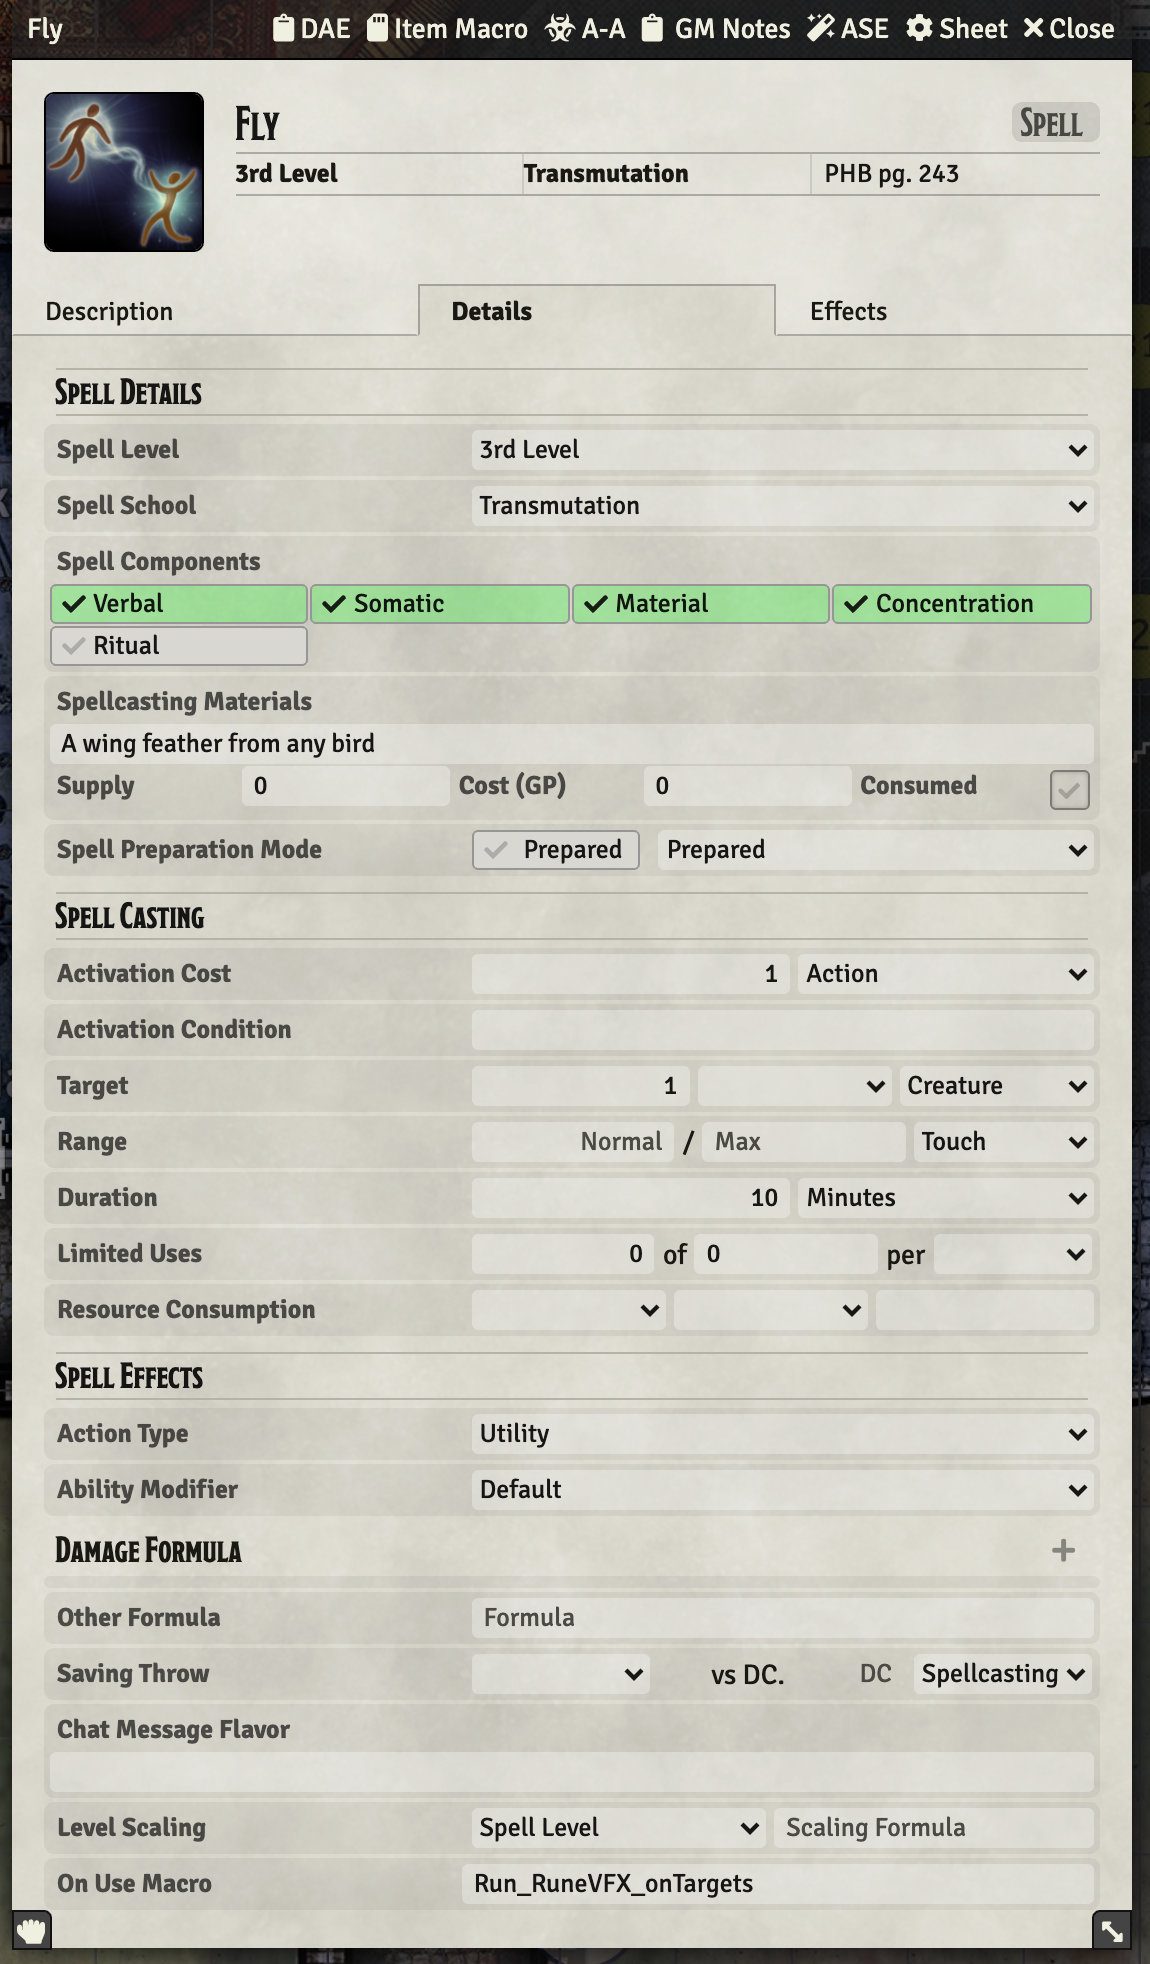 Fly DAE Item Macro A-A GM Notes ASE Sheet Close
Fly Spell
3rd Level Transmutation PHB pg. 243
Description Details Effects
Spell Details
Spell Level 3rd Level
Spell School Transmutation
Spell Components
Verbal Somatic Material Concentration
Ritual
Spellcasting Materials
A wing feather from any bird
Supply 0 Cost (GP) 0 Consumed
Spell Preparation Mode Prepared Prepared
Spell Casting
Activation Cost 1 Action
Activation Condition
Target 1 Creature
Range Normal / Max Touch
Duration 10 Minutes
Limited Uses 0 of 0 per
Resource Consumption
Spell Effects
Action Type Utility
Ability Modifier Default
Damage Formula
Other Formula Formula
Saving Throw vs DC. DC Spellcasting
Chat Message Flavor
Level Scaling Spell Level Scaling Formula
On Use Macro Run_RuneVFX_onTargets